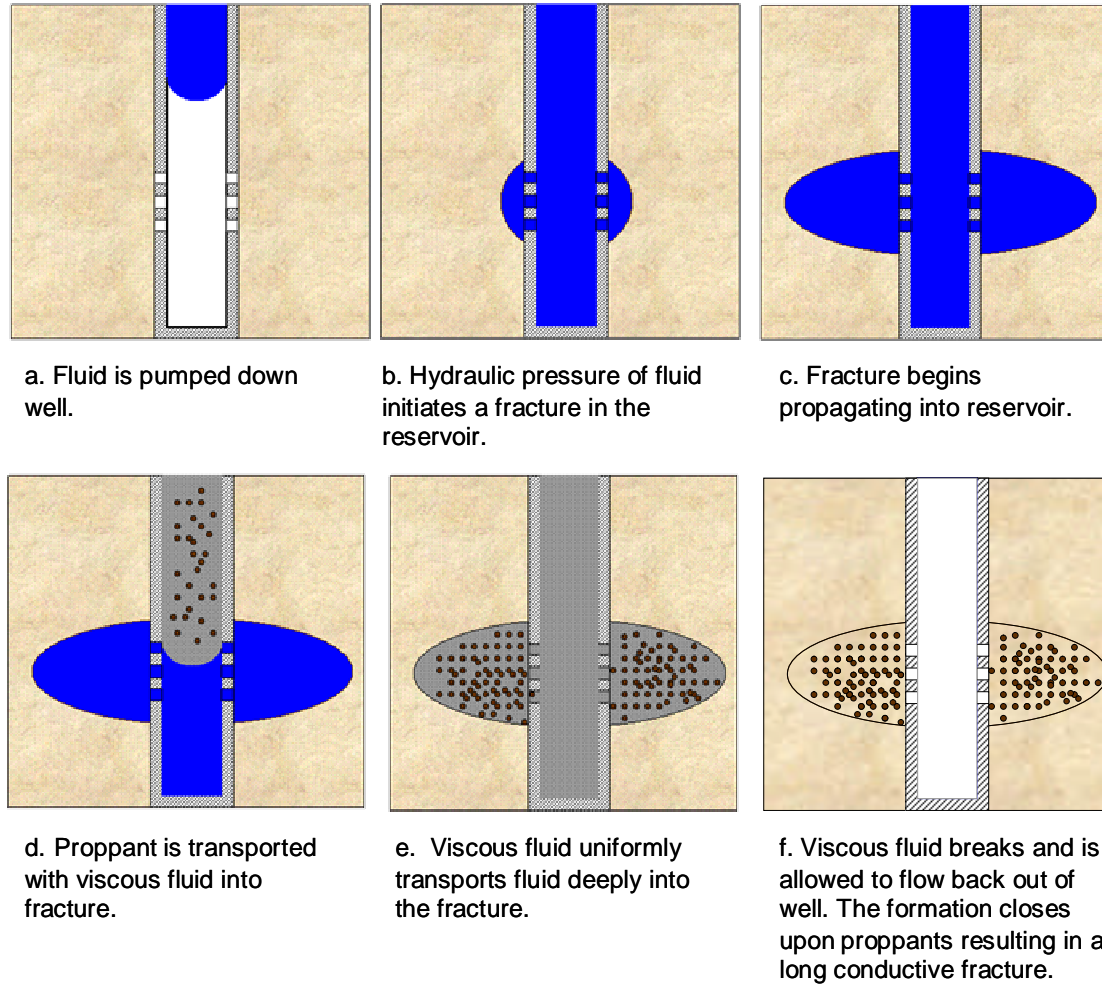 a. Fluid is pumped down
well.
b. Hydraulic pressure of fluid
initiates a fracture in the
reservoir.
c. Fracture begins
propagating into reservoir.
d. Proppant is transported
with viscous fluid into
fracture.
e. Viscous fluid uniformly
transports fluid deeply into
the fracture.
f. Viscous fluid breaks and is
allowed to flow back out of
well. The formation closes
upon proppants resulting in a
long conductive fracture.